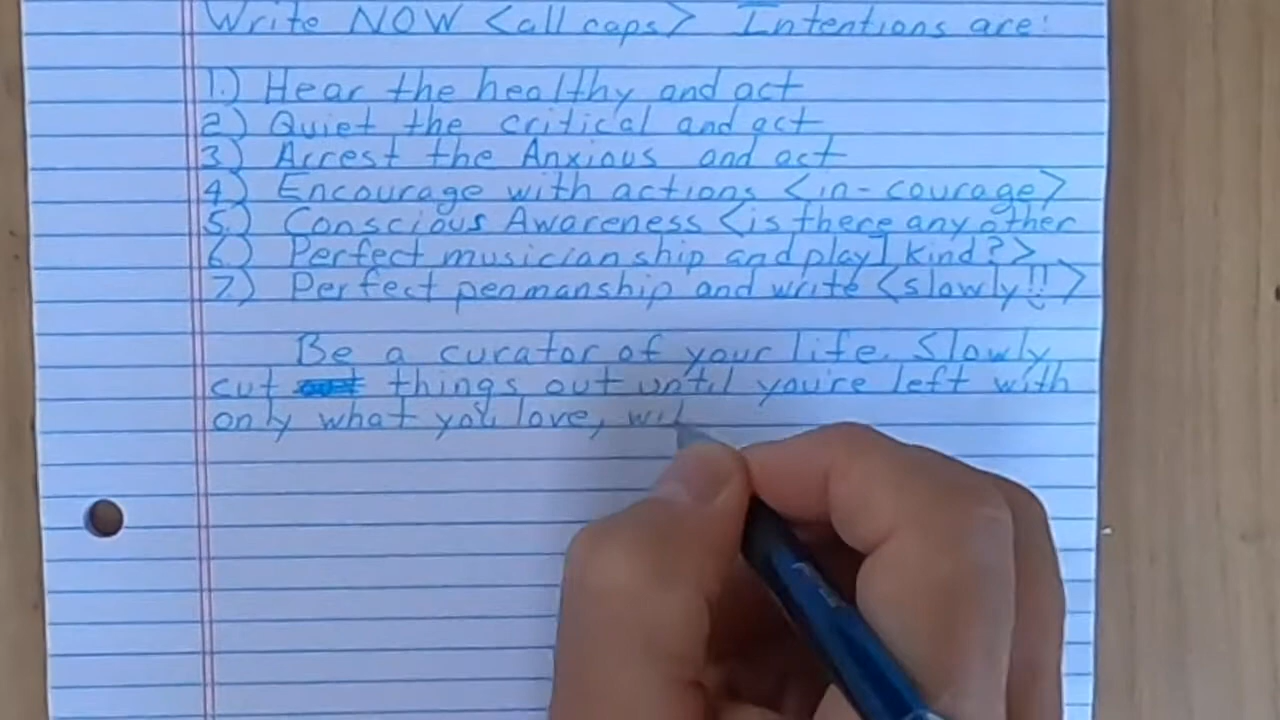 Write NOW <all caps> Intentions are:
1.) Hear the healthy and act
2.) Quiet the critical and act
3.) Arrest the Anxious and act
4.) Encourage with actions <in-courage>
5.) Conscious Awareness <is there any other
6.) Perfect musicianship and play] kind?>
7.) Perfect penmanship and write <slowly!!>
Be a curator of your life. Slowly
cut things out until you're left with
only what you love, wi